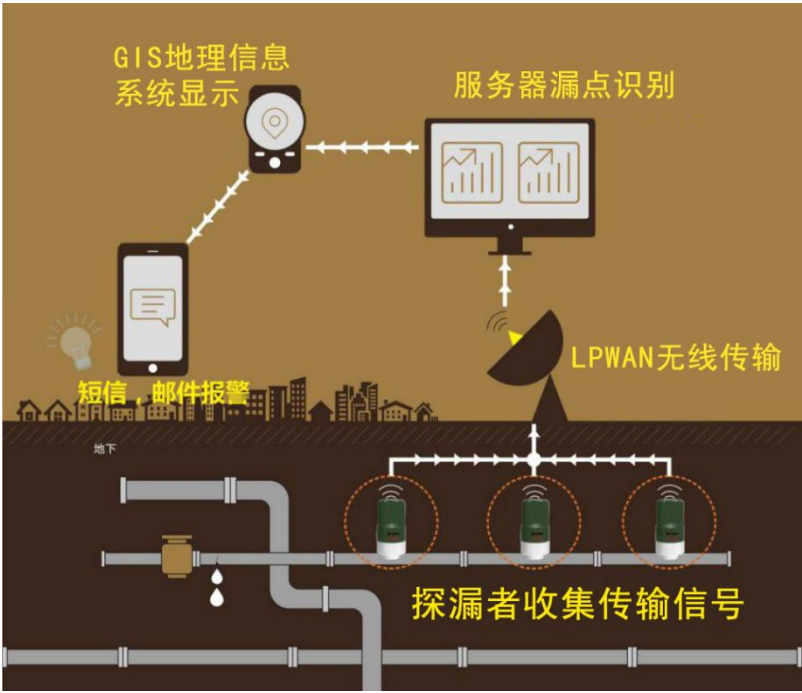 GIS地理信息
系统显示
服务器漏点识别
LPWAN无线传输
短信，邮件报警
地下
探漏者收集传输信号